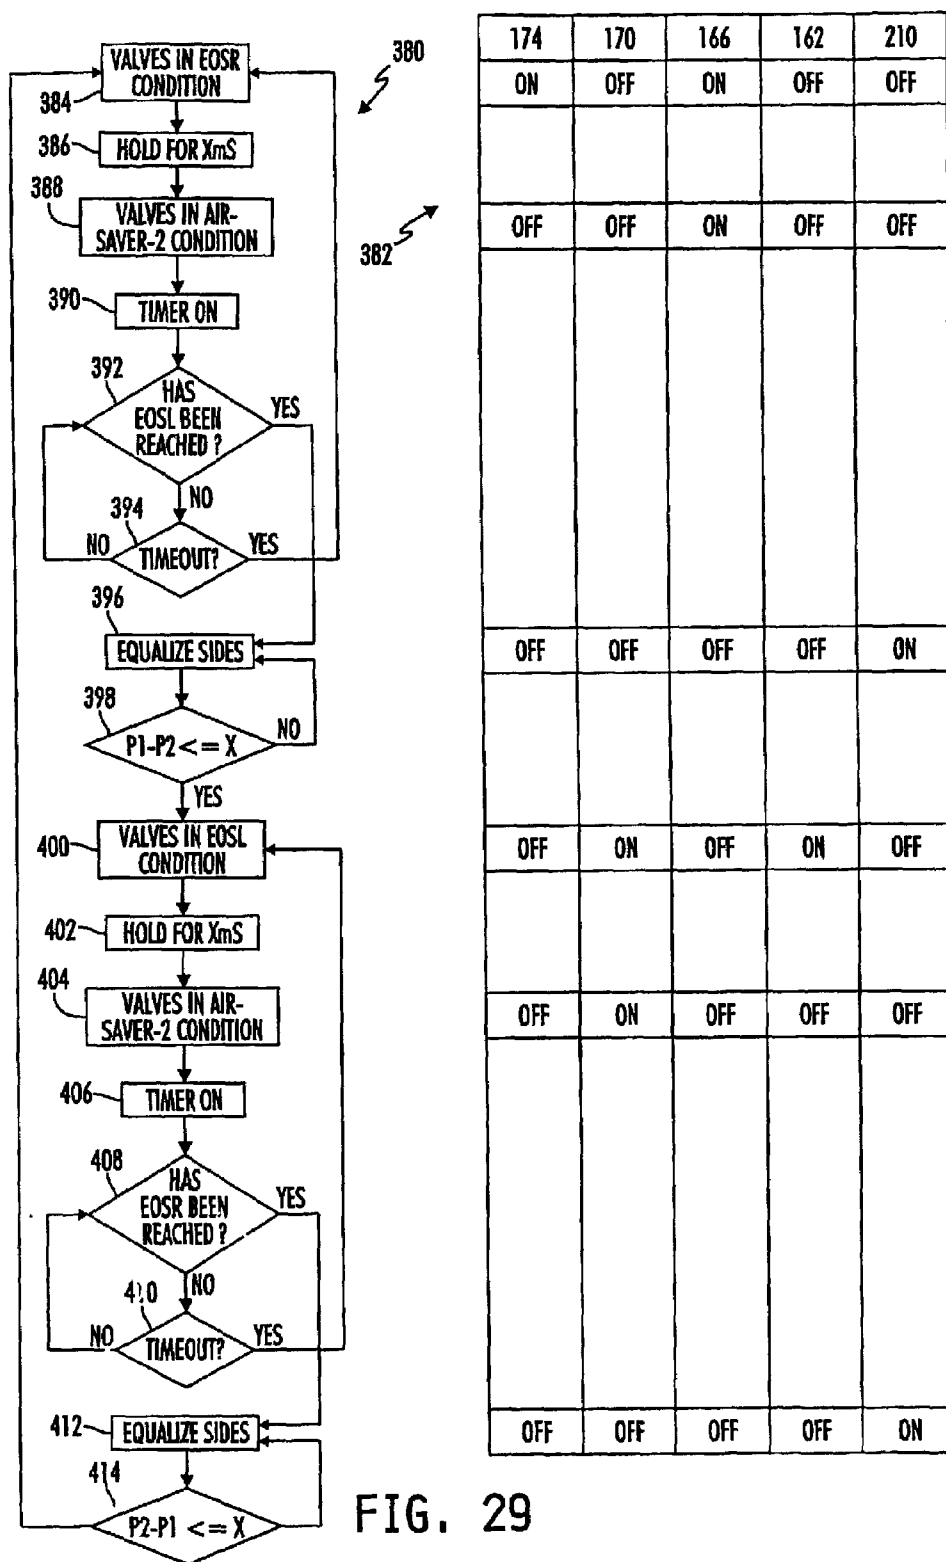 380
VALVES IN EOSR
CONDITION
384
386
HOLD FOR XmS
388
VALVES IN AIR-
SAVER-2 CONDITION
382
390
TIMER ON
392
HAS
EOSL BEEN
REACHED ?
YES
NO
394
TIMEOUT?
NO
YES
396
EQUALIZE SIDES
398
P1-P2 <= X
NO
YES
400
VALVES IN EOSL
CONDITION
402
HOLD FOR XmS
404
VALVES IN AIR-
SAVER-2 CONDITION
406
TIMER ON
408
HAS
EOSR BEEN
REACHED ?
YES
NO
410
TIMEOUT?
NO
YES
412
EQUALIZE SIDES
414
P2-P1 <= X
174 170 166 162 210
ON OFF ON OFF OFF
OFF OFF ON OFF OFF
OFF OFF OFF OFF ON
OFF ON OFF ON OFF
OFF ON OFF OFF OFF
OFF OFF OFF OFF ON
FIG. 29